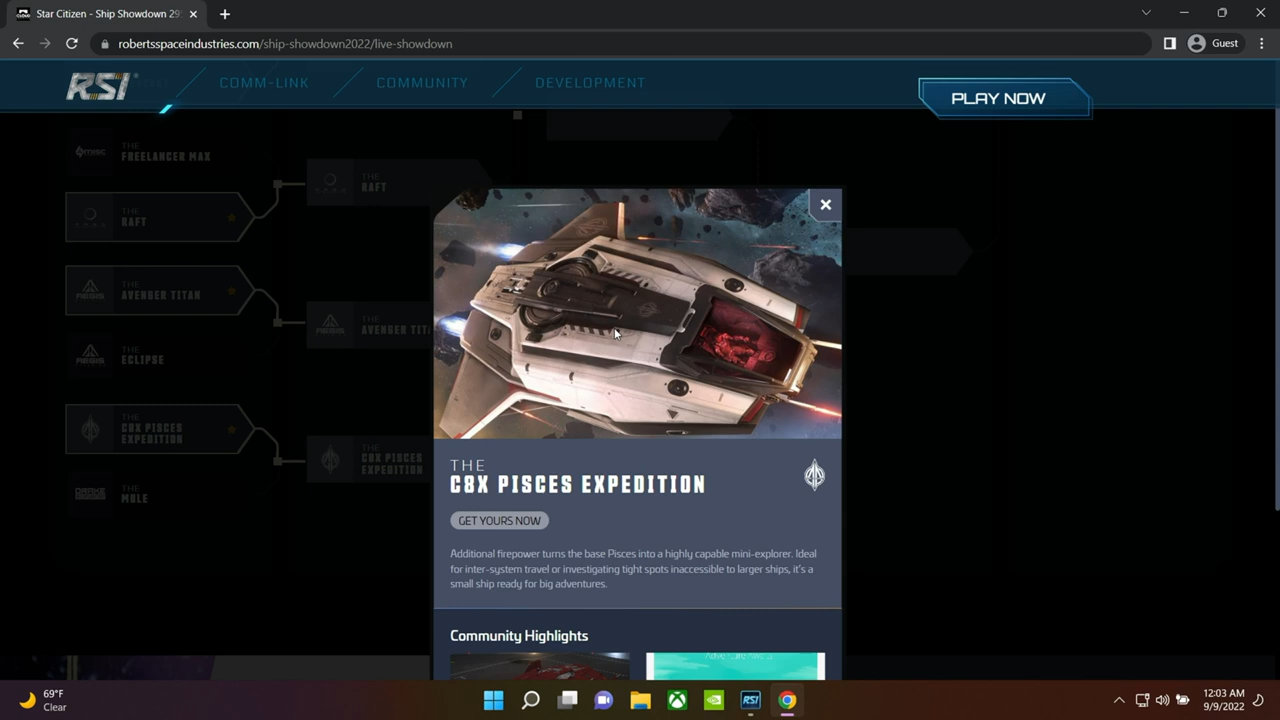 Star Citizen - Ship Showdown 29
robertsspaceindustries.com/ship-showdown2022/live-showdown
Guest
RSI
COMM-LINK
COMMUNITY
DEVELOPMENT
PLAY NOW
THE
FREELANCER MAX
THE
RAFT
THE
RAFT
THE
AVENGER TITAN
THE
AVENGER TIT
THE
ECLIPSE
THE
C8X PISCES
EXPEDITION
THE
C8X PISCES
EXPEDITION
THE
MULE
THE
C8X PISCES EXPEDITION
GET YOURS NOW
Additional firepower turns the base Pisces into a highly capable mini-explorer. Ideal
for inter-system travel or investigating tight spots inaccessible to larger ships, it's a
small ship ready for big adventures.
Community Highlights
69°F
Clear
RSI
12:03 AM
9/9/2022